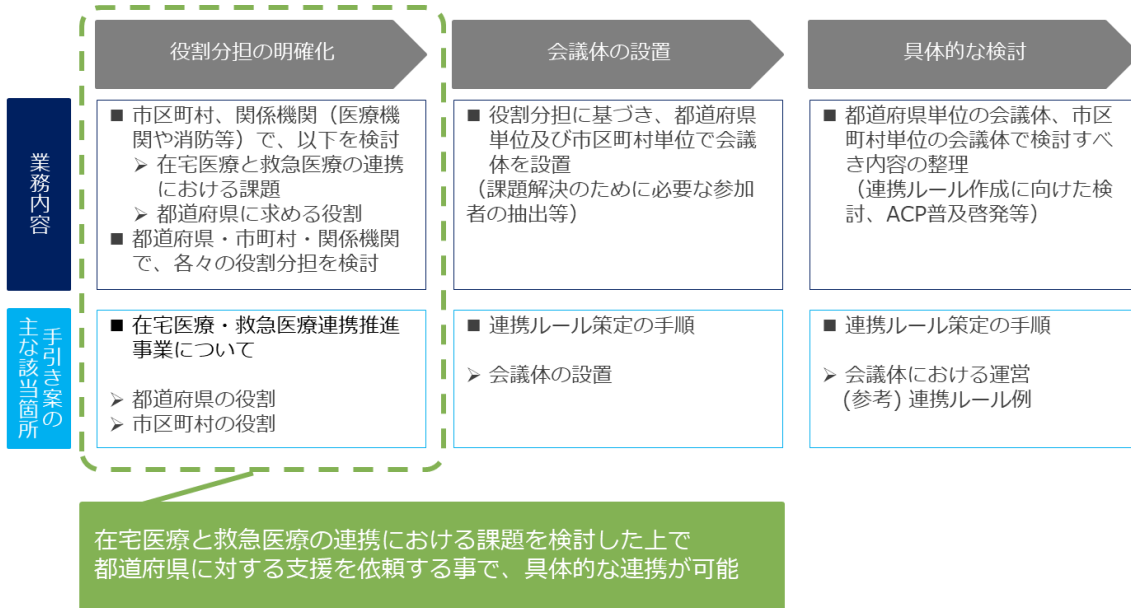 役割分担の明確化
会議体の設置
具体的な検討
業務内容
■ 市区町村、関係機関（医療機
関や消防等）で、以下を検討
➢ 在宅医療と救急医療の連携
における課題
➢ 都道府県に求める役割
■ 都道府県・市町村・関係機関
で、各々の役割分担を検討
■ 役割分担に基づき、都道府県
単位及び市区町村単位で会議
体を設置
（課題解決のために必要な参加
者の抽出等）
■ 都道府県単位の会議体、市区
町村単位の会議体で検討すべ
き内容の整理
（連携ルール作成に向けた検
討、ACP普及啓発等）
手引き案の
主な該当箇所
■ 在宅医療・救急医療連携推進
事業について
➢ 都道府県の役割
➢ 市区町村の役割
■ 連携ルール策定の手順
➢ 会議体の設置
■ 連携ルール策定の手順
➢ 会議体における運営
(参考) 連携ルール例
在宅医療と救急医療の連携における課題を検討した上で
都道府県に対する支援を依頼する事で、具体的な連携が可能